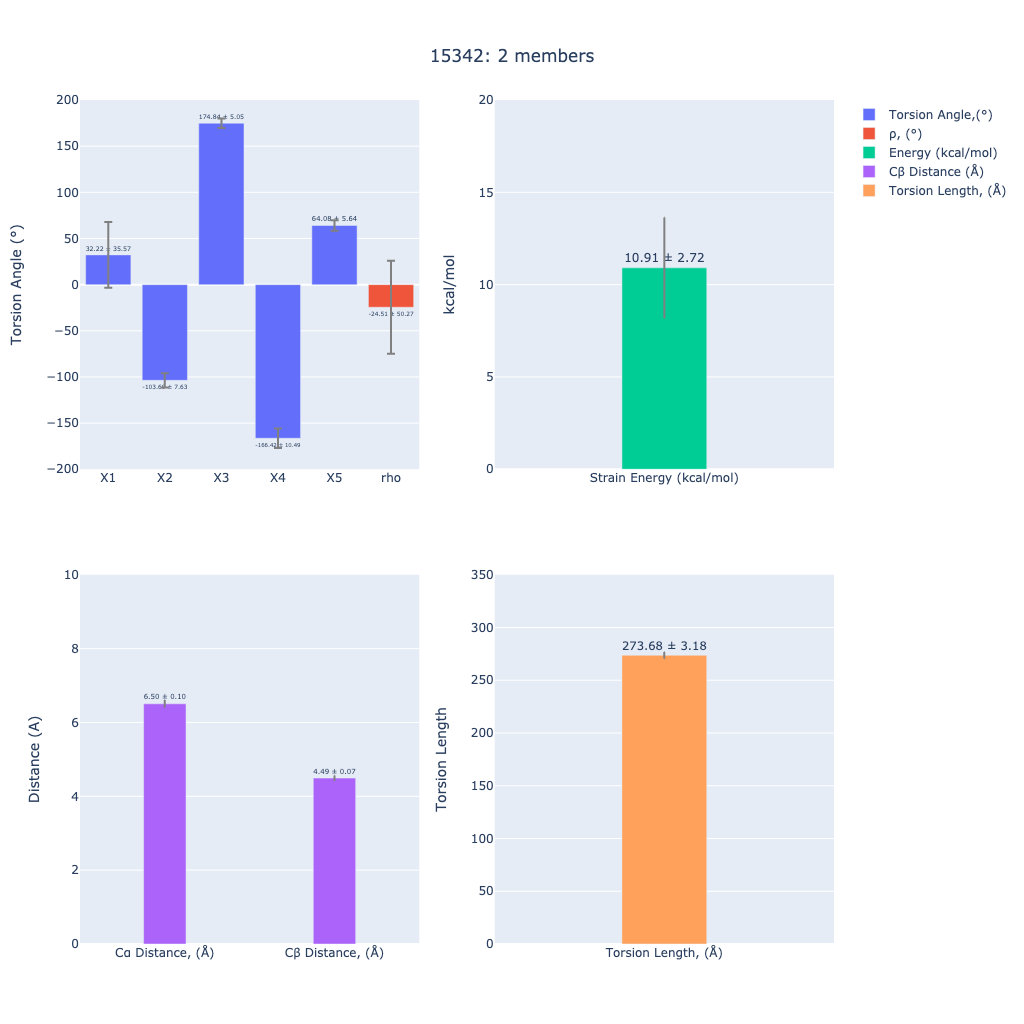 15342: 2 members
Torsion Angle (°)
200
150
100
50
0
−50
−100
−150
−200
32.22 ± 35.57
174.84 ± 5.05
64.08 ± 5.64
-24.51 ± 50.27
± 7.63
± 10.49
X1 X2 X3 X4 X5 rho
kcal/mol
20
15
10
5
0
10.91 ± 2.72
Strain Energy (kcal/mol)
Torsion Angle,(°)
ρ, (°)
Energy (kcal/mol)
Cβ Distance (Å)
Torsion Length, (Å)
Distance (A)
10
8
6
4
2
0
6.50 ± 0.10
4.49 ± 0.07
Cα Distance, (Å) Cβ Distance, (Å)
Torsion Length
350
300
250
200
150
100
50
0
273.68 ± 3.18
Torsion Length, (Å)